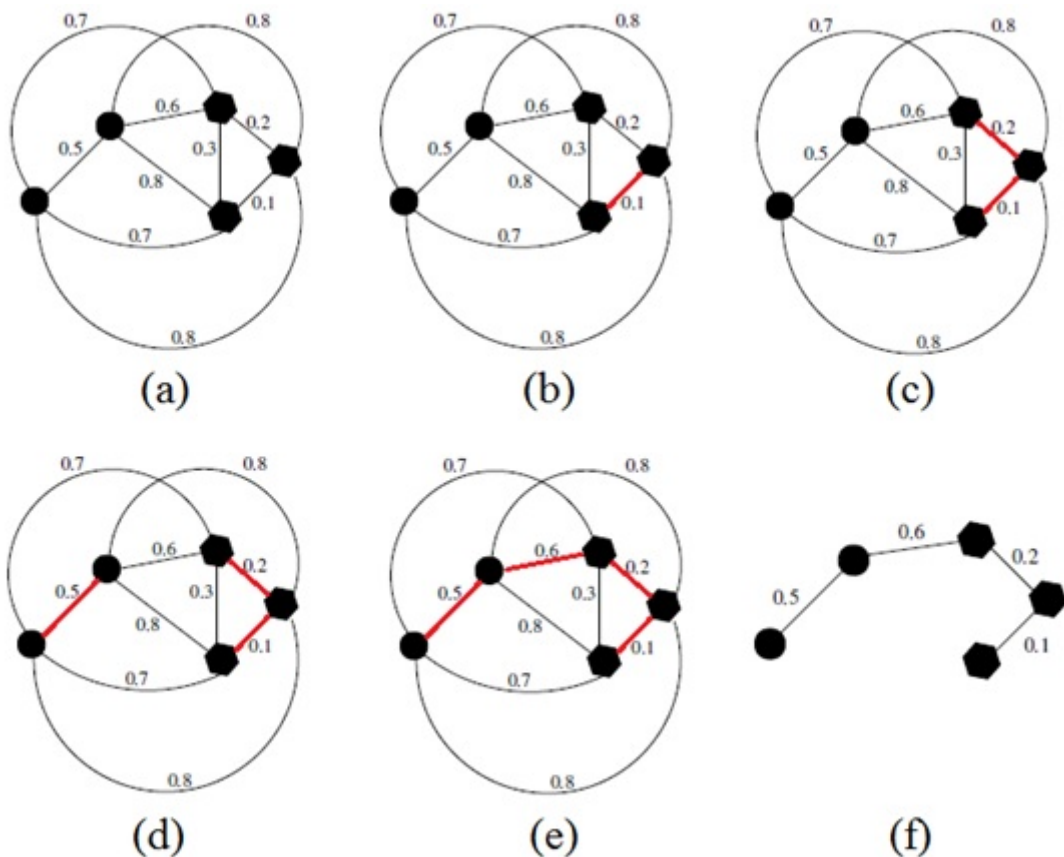 0.7 0.8 0.7 0.8 0.7 0.8
0.6 0.2 0.6 0.2 0.6 0.2
0.5 0.3 0.5 0.3 0.5 0.3
0.8 0.1 0.8 0.1 0.8 0.1
0.7 0.7 0.7
0.8 0.8 0.8
(a) (b) (c)
0.7 0.8 0.7 0.8
0.6 0.2 0.6 0.2 0.6 0.2
0.5 0.3 0.5 0.3 0.5
0.8 0.1 0.8 0.1 0.1
0.7 0.7
0.8 0.8
(d) (e) (f)